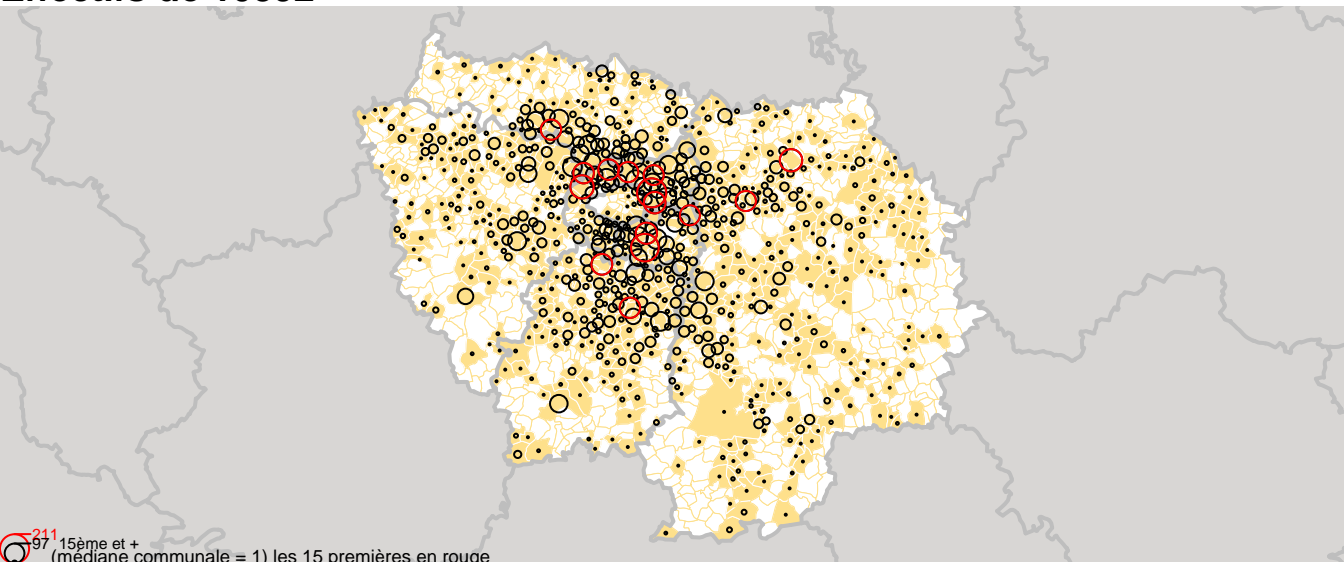 211
97 15ème et +
(médiane communale = 1) les 15 premières en rouge